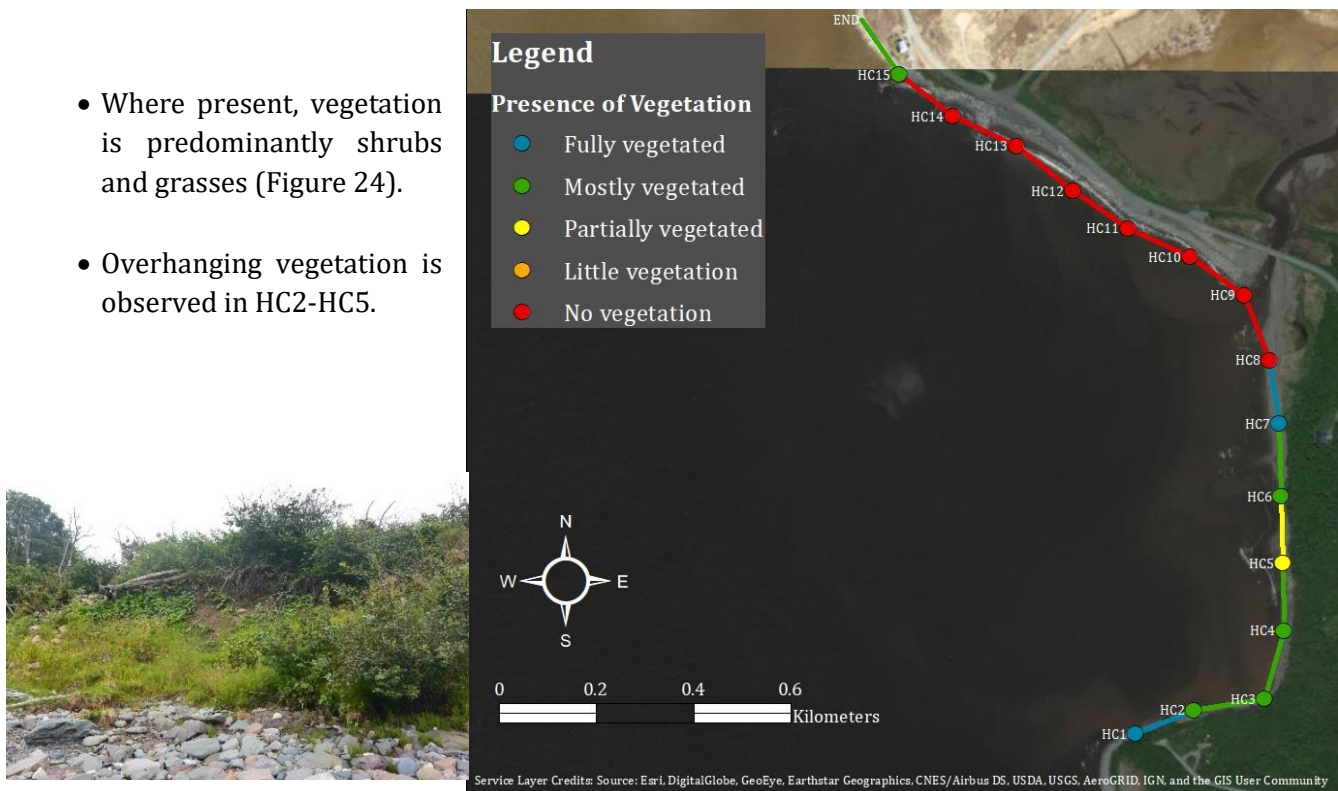 • Where present, vegetation
is predominantly shrubs
and grasses (Figure 24).
• Overhanging vegetation is
observed in HC2-HC5.
Legend
Presence of Vegetation
Fully vegetated
Mostly vegetated
Partially vegetated
Little vegetation
No vegetation
END
HC15
HC14
HC13
HC12
HC11
HC10
HC9
HC8
HC7
HC6
HC5
HC4
HC3
HC2
HC1
N
W E
S
0 0.2 0.4 0.6
Kilometers
Service Layer Credits: Source: Esri, DigitalGlobe, GeoEye, Earthstar Geographics, CNES/Airbus DS, USDA, USGS, AeroGRID, IGN, and the GIS User Community